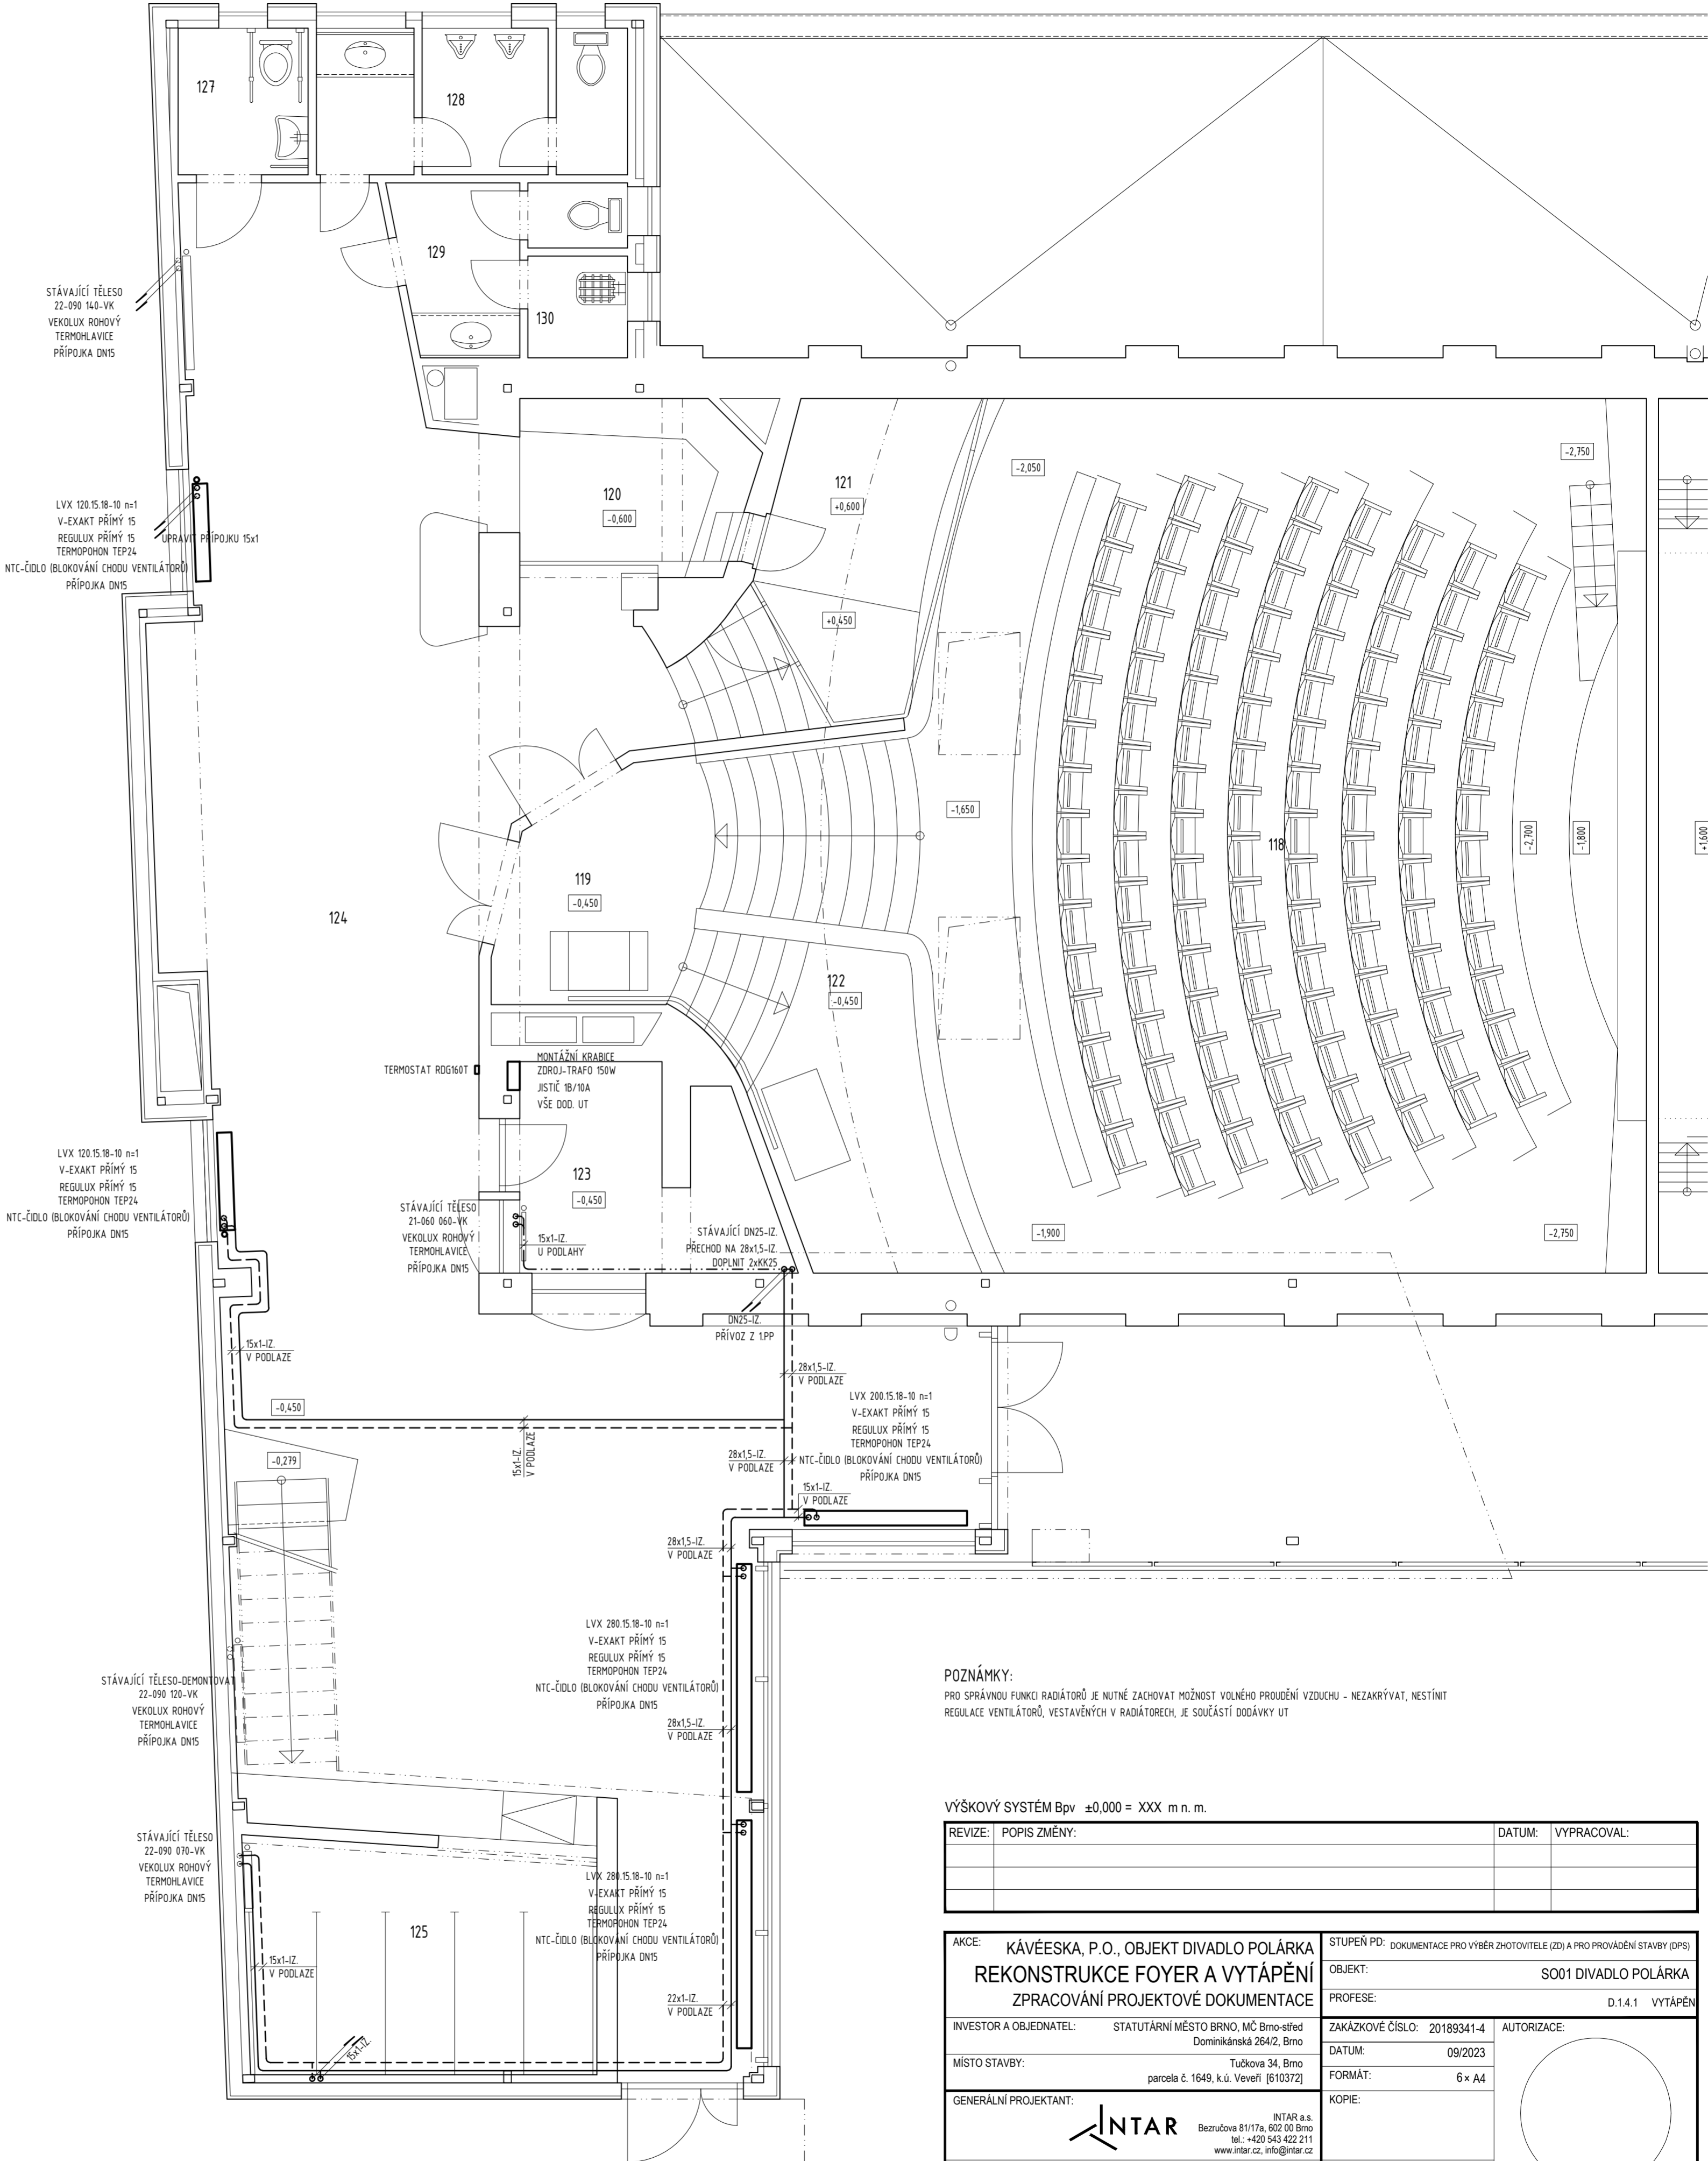 127
128
129
130
STÁVAJÍCÍ TĚLESO
22-090 140-VK
VEKOLUX ROHOVÝ
TERMOHLAVICE
PŘÍPOJKA DN15
120
-0,600
121
+0,600
+0,450
-2,050
-2,750
LVX 120.15.18-10 n=1
V-EXAKT PŘÍMÝ 15
REGULUX PŘÍMÝ 15
TERMOPOHON TEP24
NTC-ČIDLO (BLOKOVÁNÍ CHODU VENTILÁTORŮ)
PŘÍPOJKA DN15
UPRAVIT PŘÍPOJKU 15x1
-1,650
118
-2,700
-1,800
+1,600
119
-0,450
124
122
-0,450
TERMOSTAT RDG160T
MONTÁŽNÍ KRABICE
ZDROJ-TRAFO 150W
JISTIČ 1B/10A
VŠE DOD. UT
LVX 120.15.18-10 n=1
V-EXAKT PŘÍMÝ 15
REGULUX PŘÍMÝ 15
TERMOPOHON TEP24
NTC-ČIDLO (BLOKOVÁNÍ CHODU VENTILÁTORŮ)
PŘÍPOJKA DN15
123
-0,450
STÁVAJÍCÍ TĚLESO
21-060 060-VK
VEKOLUX ROHOVÝ
TERMOHLAVICE
PŘÍPOJKA DN15
15x1-IZ.
U PODLAHY
STÁVAJÍCÍ DN25-IZ.
PŘECHOD NA 28x1,5-IZ.
DOPLNIT 2xKK25
-1,900
-2,750
DN25-IZ.
PŘÍVOZ Z 1.PP
15x1-IZ.
V PODLAZE
28x1,5-IZ.
V PODLAZE
-0,450
LVX 200.15.18-10 n=1
V-EXAKT PŘÍMÝ 15
REGULUX PŘÍMÝ 15
TERMOPOHON TEP24
NTC-ČIDLO (BLOKOVÁNÍ CHODU VENTILÁTORŮ)
PŘÍPOJKA DN15
15x1-IZ.
V PODLAZE
28x1,5-IZ.
V PODLAZE
-0,279
15x1-IZ.
V PODLAZE
28x1,5-IZ.
V PODLAZE
LVX 280.15.18-10 n=1
V-EXAKT PŘÍMÝ 15
REGULUX PŘÍMÝ 15
TERMOPOHON TEP24
NTC-ČIDLO (BLOKOVÁNÍ CHODU VENTILÁTORŮ)
PŘÍPOJKA DN15
28x1,5-IZ.
V PODLAZE
STÁVAJÍCÍ TĚLESO-DEMONTOVAT
22-090 120-VK
VEKOLUX ROHOVÝ
TERMOHLAVICE
PŘÍPOJKA DN15
STÁVAJÍCÍ TĚLESO
22-090 070-VK
VEKOLUX ROHOVÝ
TERMOHLAVICE
PŘÍPOJKA DN15
LVX 280.15.18-10 n=1
V-EXAKT PŘÍMÝ 15
REGULUX PŘÍMÝ 15
TERMOPOHON TEP24
NTC-ČIDLO (BLOKOVÁNÍ CHODU VENTILÁTORŮ)
PŘÍPOJKA DN15
125
15x1-IZ.
V PODLAZE
22x1-IZ.
V PODLAZE
15x1-IZ.
POZNÁMKY:
PRO SPRÁVNOU FUNKCI RADIÁTORŮ JE NUTNÉ ZACHOVAT MOŽNOST VOLNÉHO PROUDĚNÍ VZDUCHU - NEZAKRÝVAT, NESTÍNIT
REGULACE VENTILÁTORŮ, VESTAVĚNÝCH V RADIÁTORECH, JE SOUČÁSTÍ DODÁVKY UT
VÝŠKOVÝ SYSTÉM Bpv ±0,000 = XXX m n. m.
REVIZE: POPIS ZMĚNY: DATUM: VYPRACOVAL:
AKCE: KÁVÉESKA, P.O., OBJEKT DIVADLO POLÁRKA
REKONSTRUKCE FOYER A VYTÁPĚNÍ
ZPRACOVÁNÍ PROJEKTOVÉ DOKUMENTACE
STUPEŇ PD: DOKUMENTACE PRO VÝBĚR ZHOTOVITELE (ZD) A PRO PROVÁDĚNÍ STAVBY (DPS)
OBJEKT: SO01 DIVADLO POLÁRKA
PROFESE: D.1.4.1 VYTÁPĚN
INVESTOR A OBJEDNATEL: STATUTÁRNÍ MĚSTO BRNO, MČ Brno-střed
Dominikánská 264/2, Brno
MÍSTO STAVBY: Tučkova 34, Brno
parcela č. 1649, k.ú. Veveří [610372]
ZAKÁZKOVÉ ČÍSLO: 20189341-4
DATUM: 09/2023
FORMÁT: 6 × A4
KOPIE:
AUTORIZACE:
GENERÁLNÍ PROJEKTANT:
INTAR
INTAR a.s.
Bezručova 81/17a, 602 00 Brno
tel.: +420 543 422 211
www.intar.cz, info@intar.cz